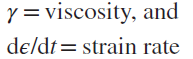 γ = viscosity, and
dϵ/dt = strain rate